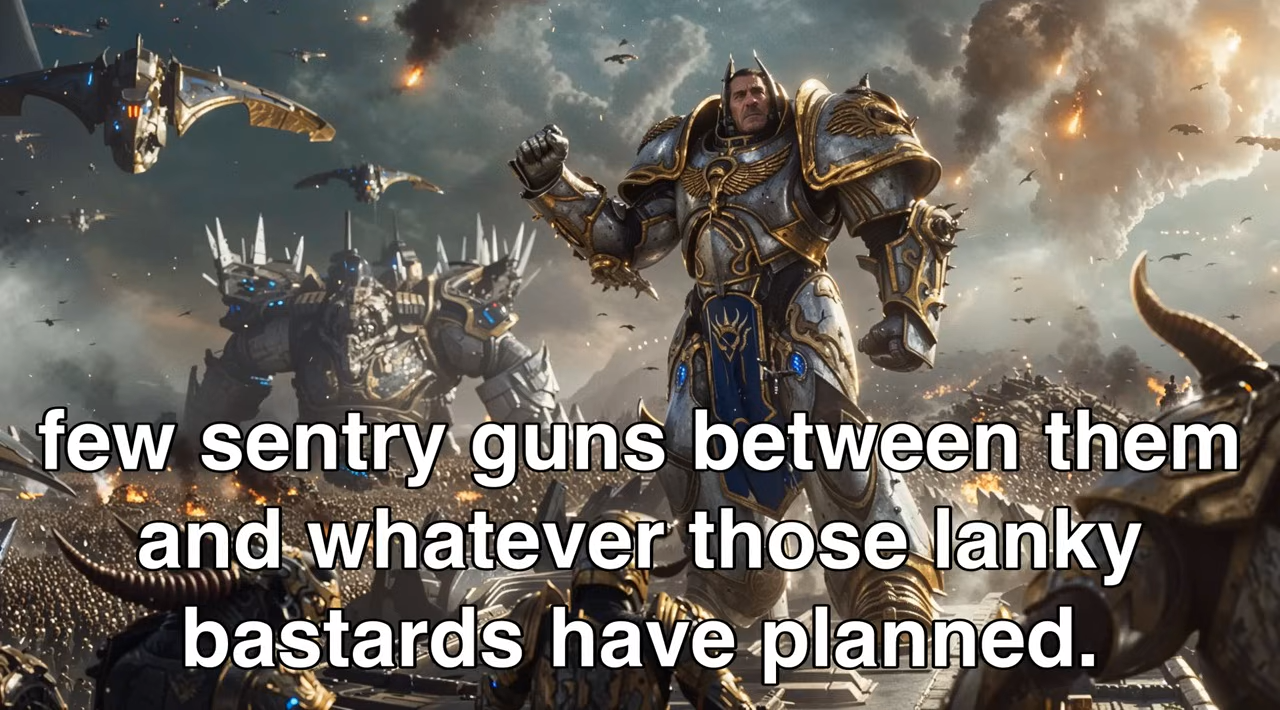 few sentry guns between them
and whatever those lanky
bastards have planned.